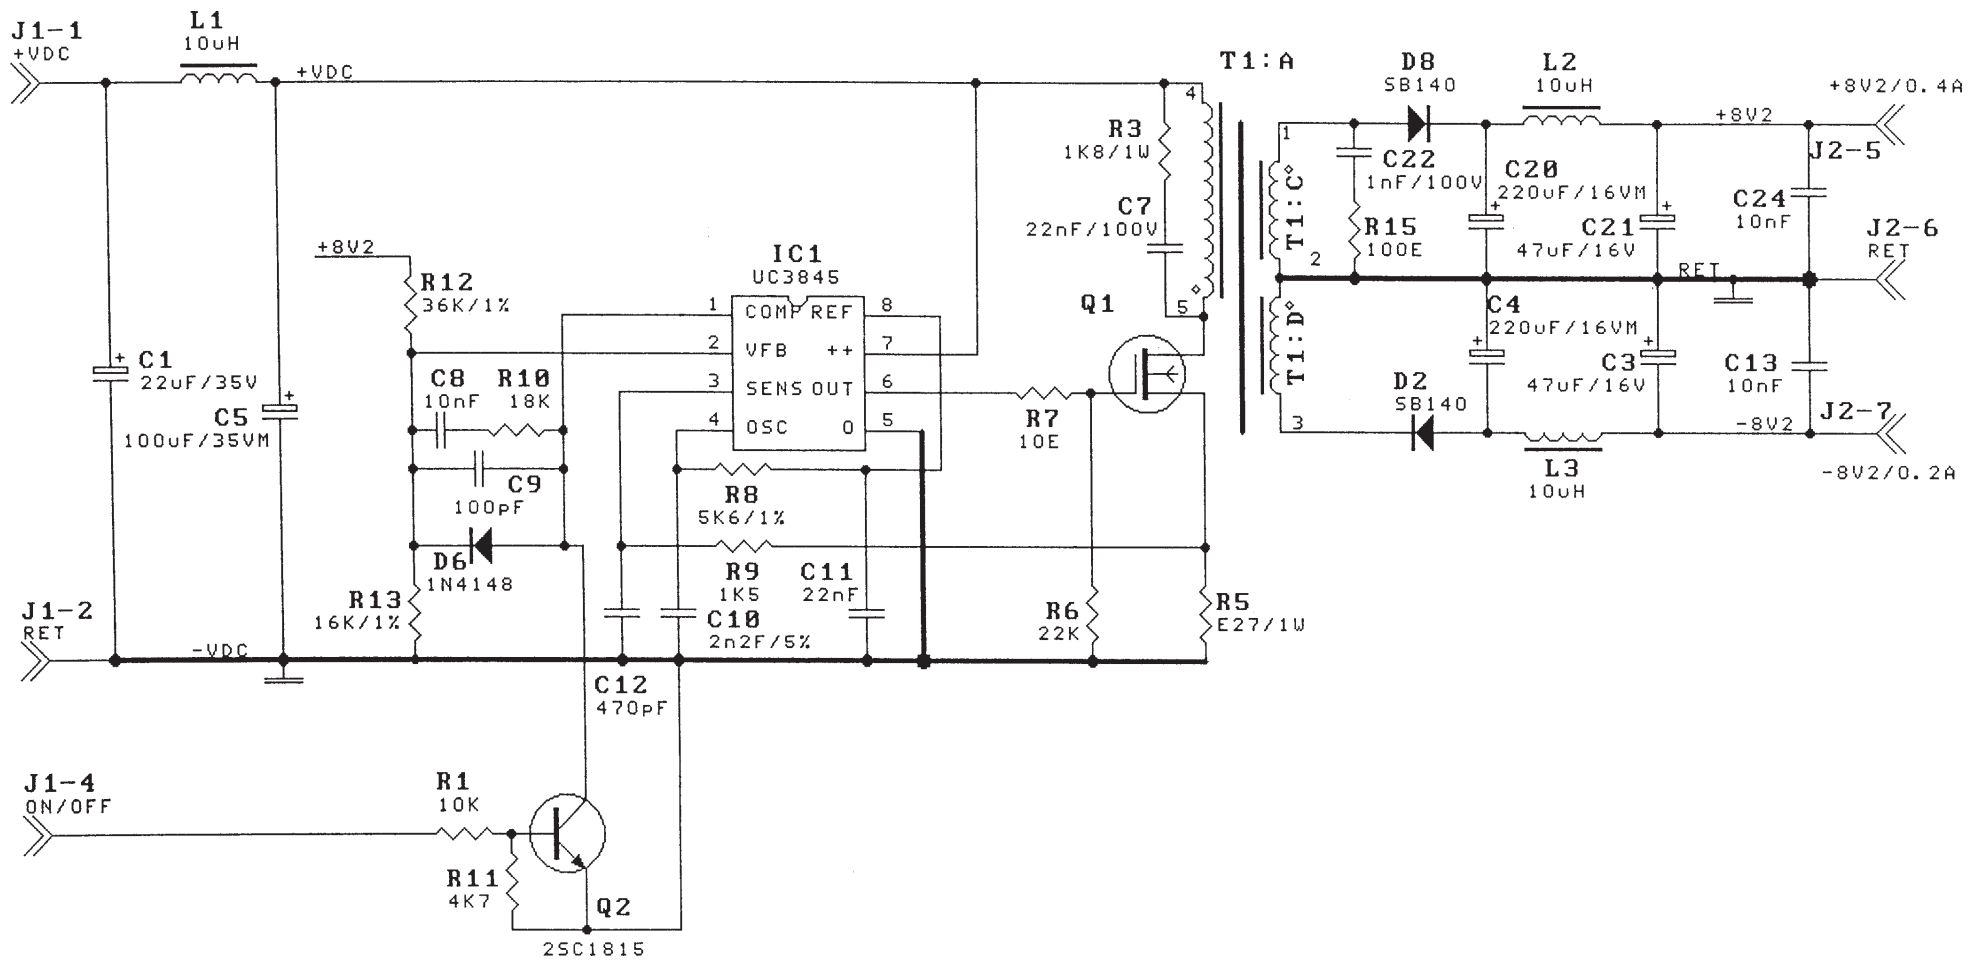 J1-1
+VDC
L1
10uH
+VDC
T1:A
D8
SB140
L2
10uH
+8V2/0.4A
4
R3
1K8/1W
1
C22
1nF/100V
C20
220uF/16VM
+
+8V2
J2-5
C7
22nF/100V
T1:C
R15
100E
C21
47uF/16V
+
C24
10nF
J2-6
RET
+8V2
R12
36K/1%
IC1
UC3845
2
RET
1
COMP
REF
8
Q1
5
C4
220uF/16VM
+
2
VFB
++
7
C1
22uF/35V
+
C8
10nF
R10
18K
3
SENS
OUT
6
T1:D
D2
SB140
C3
47uF/16V
+
C13
10nF
C5
100uF/35VM
+
4
OSC
0
5
R7
10E
3
-8V2
J2-7
C9
100pF
R8
5K6/1%
L3
10uH
-8V2/0.2A
D6
1N4148
R9
1K5
C11
22nF
J1-2
RET
R13
16K/1%
C10
2n2F/5%
R6
22K
R5
E27/1W
-VDC
C12
470pF
J1-4
ON/OFF
R1
10K
R11
4K7
Q2
2SC1815